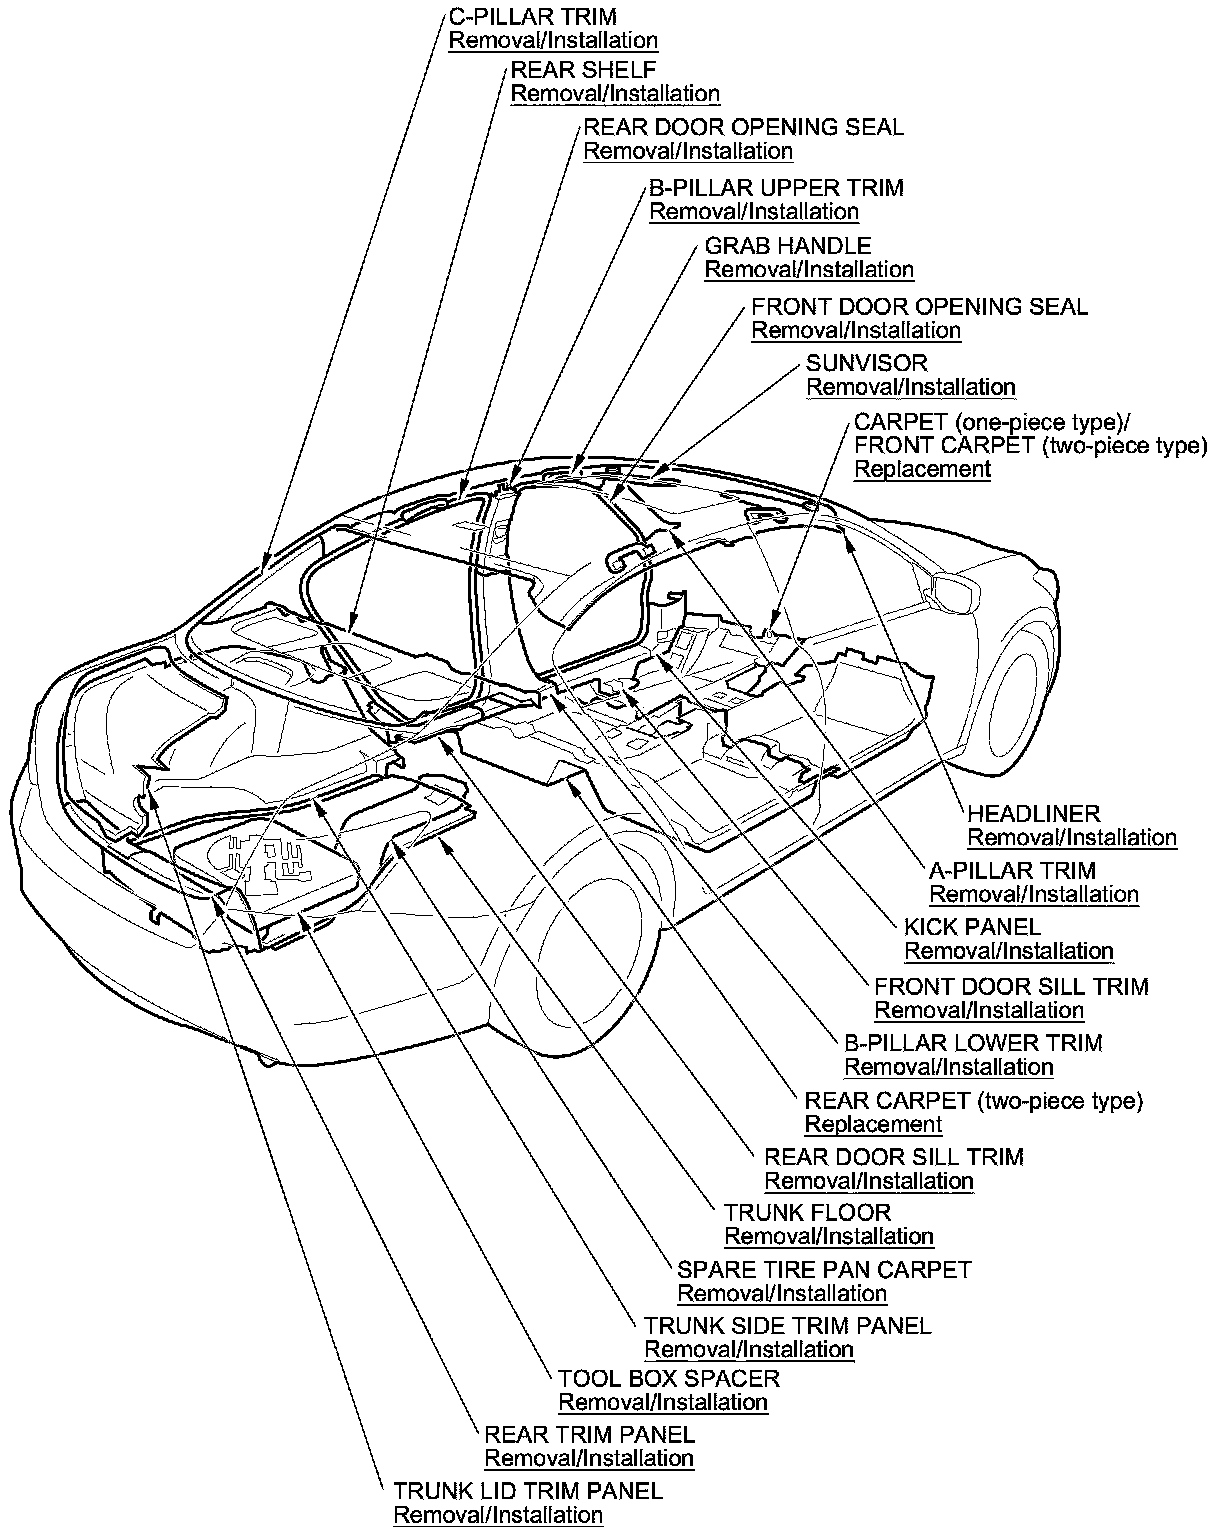 C-PILLAR TRIM
Removal/Installation
REAR SHELF
Removal/Installation
REAR DOOR OPENING SEAL
Removal/Installation
B-PILLAR UPPER TRIM
Removal/Installation
GRAB HANDLE
Removal/Installation
FRONT DOOR OPENING SEAL
Removal/Installation
SUNVISOR
Removal/Installation
CARPET (one-piece type)/
FRONT CARPET (two-piece type)
Replacement
HEADLINER
Removal/Installation
A-PILLAR TRIM
Removal/Installation
KICK PANEL
Removal/Installation
FRONT DOOR SILL TRIM
Removal/Installation
B-PILLAR LOWER TRIM
Removal/Installation
REAR CARPET (two-piece type)
Replacement
REAR DOOR SILL TRIM
Removal/Installation
TRUNK FLOOR
Removal/Installation
SPARE TIRE PAN CARPET
Removal/Installation
TRUNK SIDE TRIM PANEL
Removal/Installation
TOOL BOX SPACER
Removal/Installation
REAR TRIM PANEL
Removal/Installation
TRUNK LID TRIM PANEL
Removal/Installation